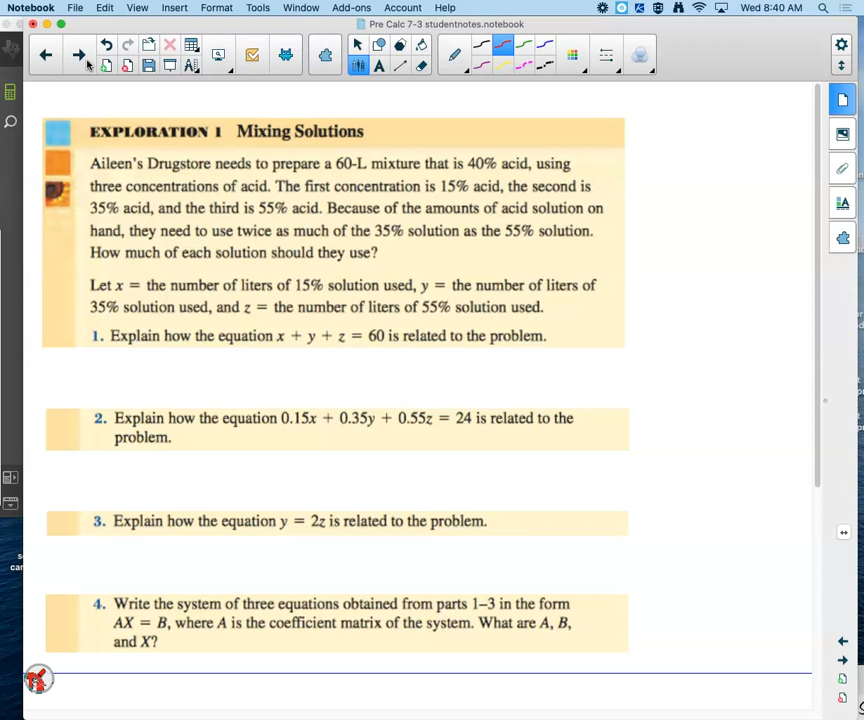 Notebook File Edit View Insert Format Tools Window Add-ons Account Help Wed 8:40 AM
Pre Calc 7-3 studentnotes.notebook
EXPLORATION 1 Mixing Solutions
Aileen's Drugstore needs to prepare a 60-L mixture that is 40% acid, using
three concentrations of acid. The first concentration is 15% acid, the second is
35% acid, and the third is 55% acid. Because of the amounts of acid solution on
hand, they need to use twice as much of the 35% solution as the 55% solution.
How much of each solution should they use?
Let x = the number of liters of 15% solution used, y = the number of liters of
35% solution used, and z = the number of liters of 55% solution used.
1. Explain how the equation x + y + z = 60 is related to the problem.
2. Explain how the equation 0.15x + 0.35y + 0.55z = 24 is related to the
problem.
3. Explain how the equation y = 2z is related to the problem.
4. Write the system of three equations obtained from parts 1–3 in the form
AX = B, where A is the coefficient matrix of the system. What are A, B,
and X?